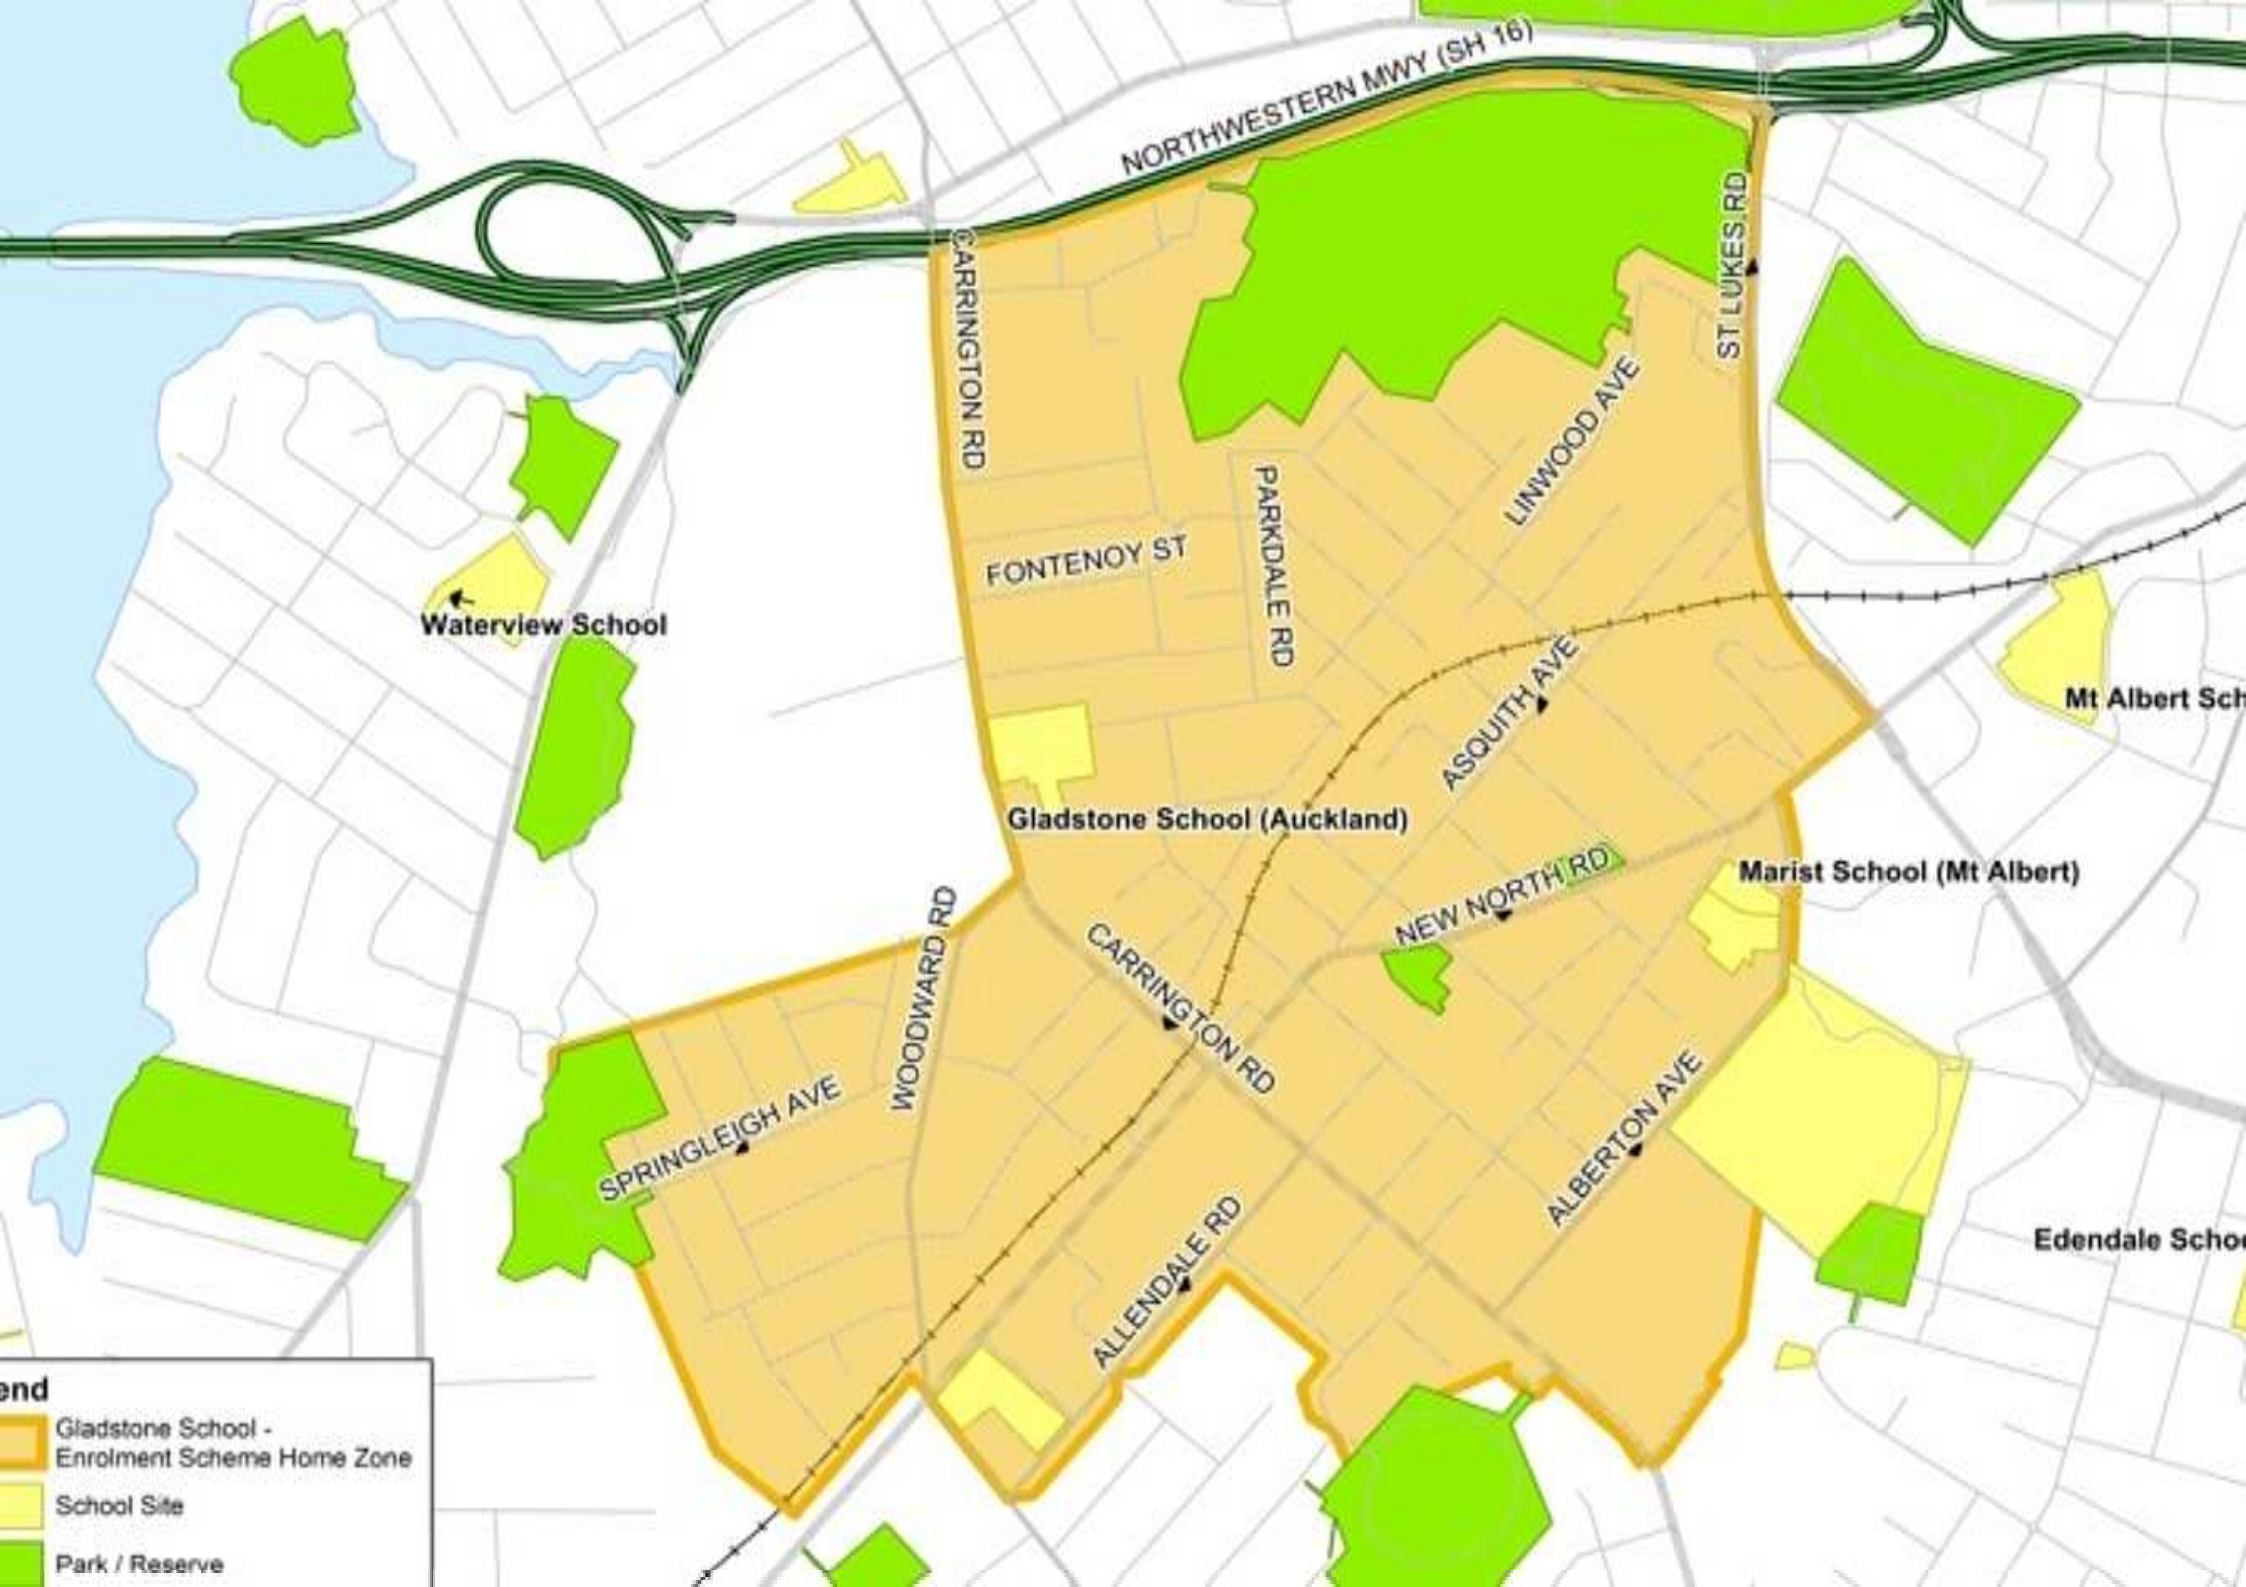 NORTHWESTERN MWY (SH 16)
CARRINGTON RD
ST LUKES RD
LINWOOD AVE
PARKDALE RD
FONTENOY ST
Waterview School
ASQUITH AVE
Mt Albert Sch
Gladstone School (Auckland)
NEW NORTH RD
Marist School (Mt Albert)
WOODWARD RD
CARRINGTON RD
SPRINGLEIGH AVE
ALBERTON AVE
ALLENDALE RD
Edendale Schoo
end
Gladstone School -
Enrolment Scheme Home Zone
School Site
Park / Reserve